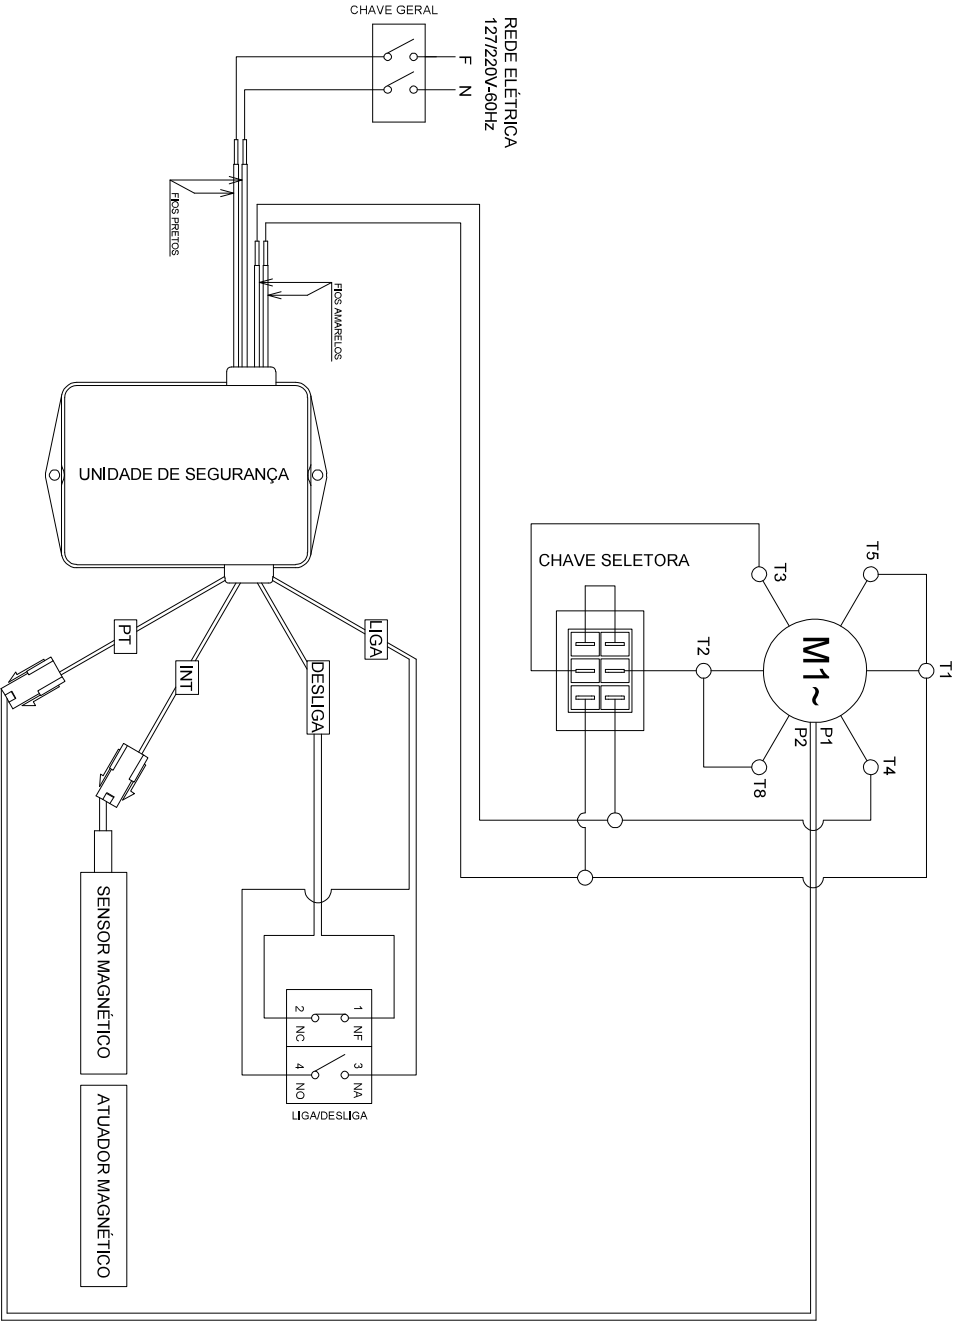 CHAVE GERAL
REDE ELÉTRICA
127/220V-60Hz
F
N
FIOS PRETOS
FIOS AMARELOS
UNIDADE DE SEGURANÇA
CHAVE SELETORA
T5
T3
T1
T2
M1~
P1
P2
T4
T8
LIGA
PT
INT
DESLIGA
SENSOR MAGNÉTICO
ATUADOR MAGNÉTICO
1
NF
2
NC
3
NA
4
NO
LIGA/DESLIGA